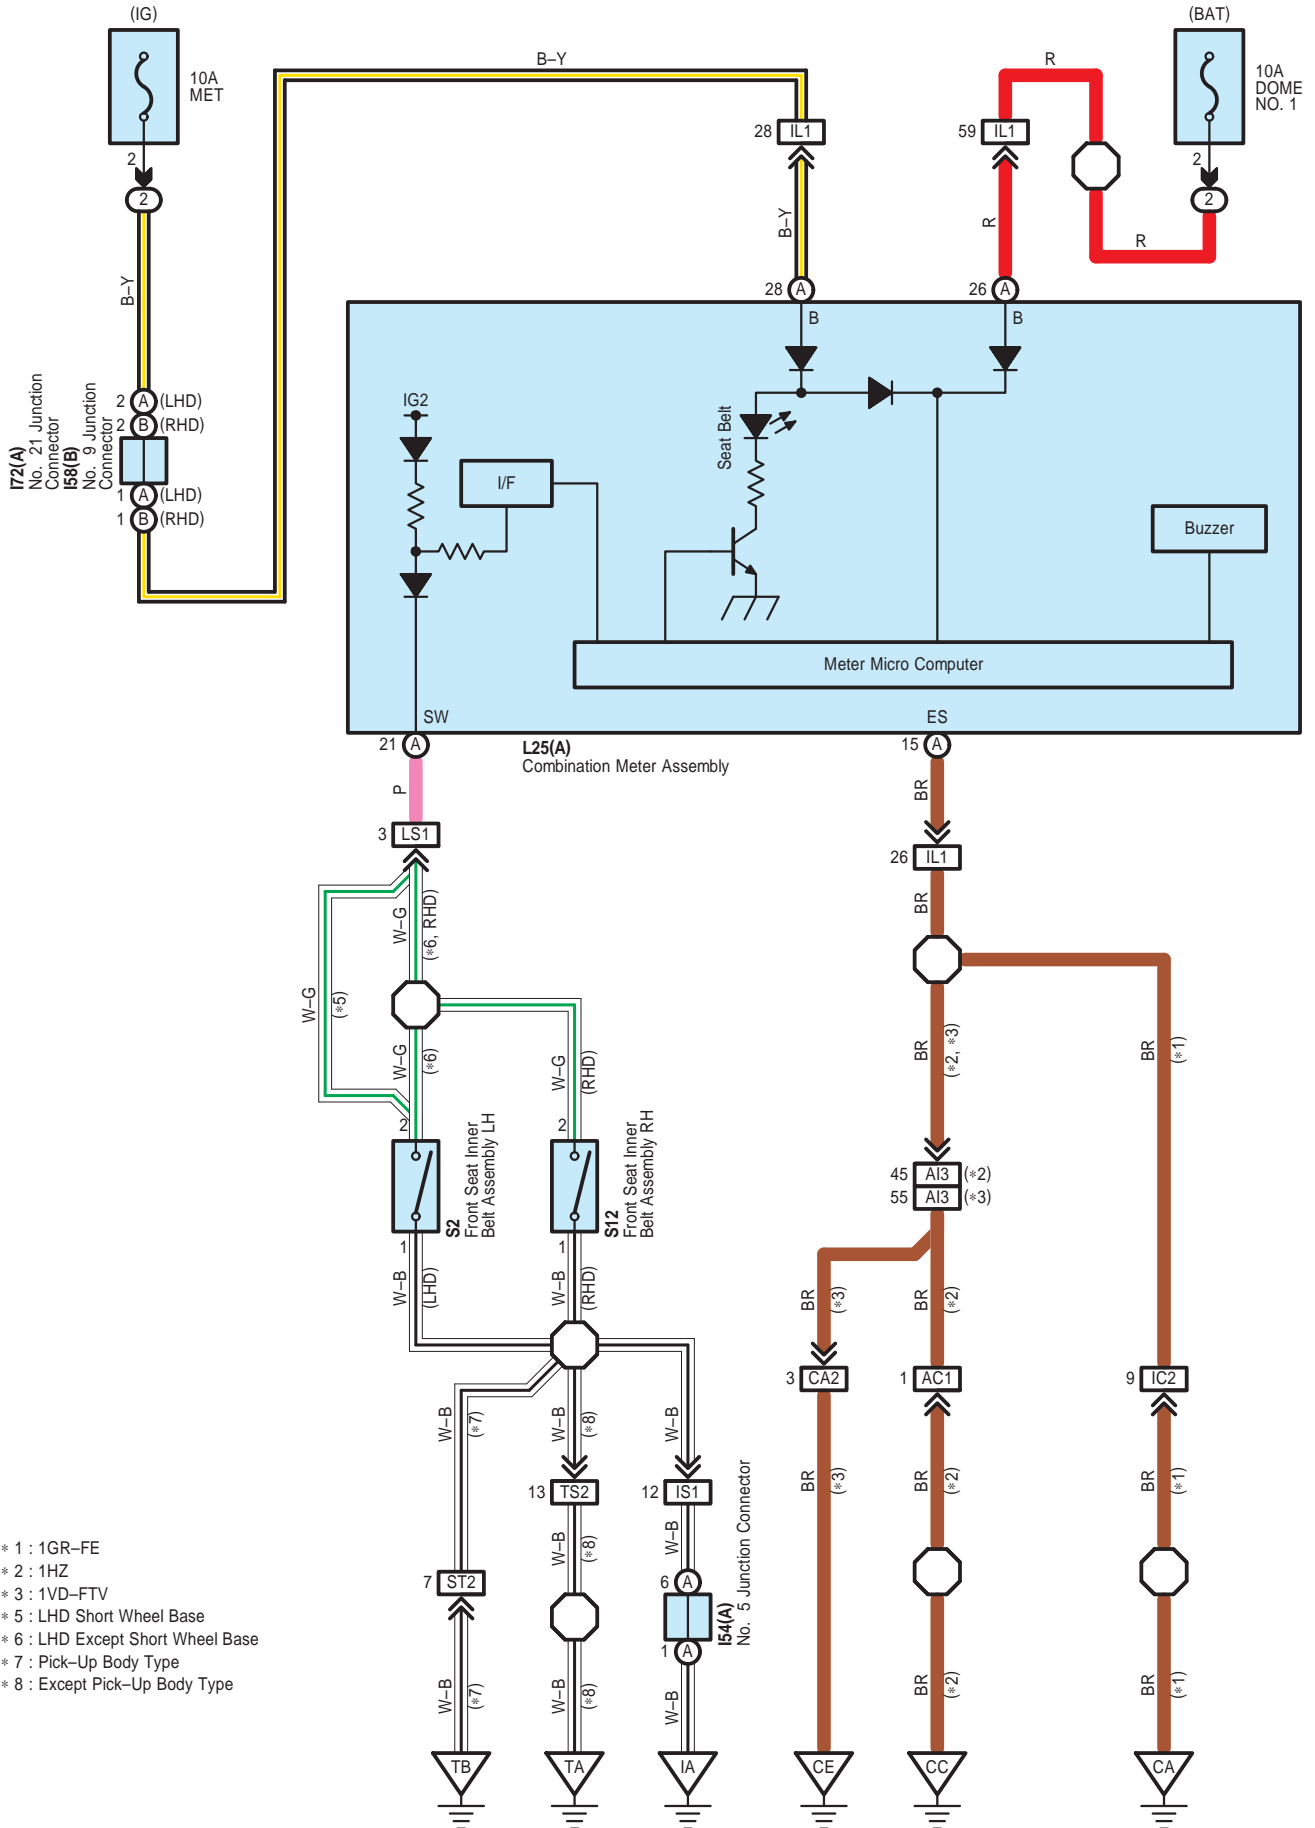 (IG)
(BAT)
10A
MET
10A
DOME
NO. 1
B–Y
R
28 IL1
59 IL1
2
2
2
2
B–Y
B–Y
R
R
28 A
26 A
B
B
2 A (LHD)
2 B (RHD)
I72(A)
No. 21 Junction
Connector
I58(B)
No. 9 Junction
Connector
1 A (LHD)
1 B (RHD)
IG2
I/F
Seat Belt
Buzzer
Meter Micro Computer
SW
ES
21 A
15 A
L25(A)
Combination Meter Assembly
P
BR
3 LS1
26 IL1
W–G
(*6, RHD)
BR
W–G
(*5)
W–G
(*6)
W–G
(RHD)
BR
(*2, *3)
BR
(*1)
2
2
S2
Front Seat Inner
Belt Assembly LH
S12
Front Seat Inner
Belt Assembly RH
45 AI3 (*2)
55 AI3 (*3)
1
1
W–B
(LHD)
W–B
(RHD)
BR
(*3)
BR
(*2)
3 CA2
1 AC1
9 IC2
W–B
(*7)
W–B
(*8)
W–B
13 TS2
12 IS1
BR
(*3)
BR
(*2)
BR
(*1)
W–B
(*8)
W–B
7 ST2
6 A
I54(A)
No. 5 Junction Connector
1 A
* 1 : 1GR–FE
* 2 : 1HZ
* 3 : 1VD–FTV
* 5 : LHD Short Wheel Base
* 6 : LHD Except Short Wheel Base
* 7 : Pick–Up Body Type
* 8 : Except Pick–Up Body Type
W–B
(*7)
W–B
(*8)
W–B
BR
(*2)
BR
(*1)
TB
TA
IA
CE
CC
CA